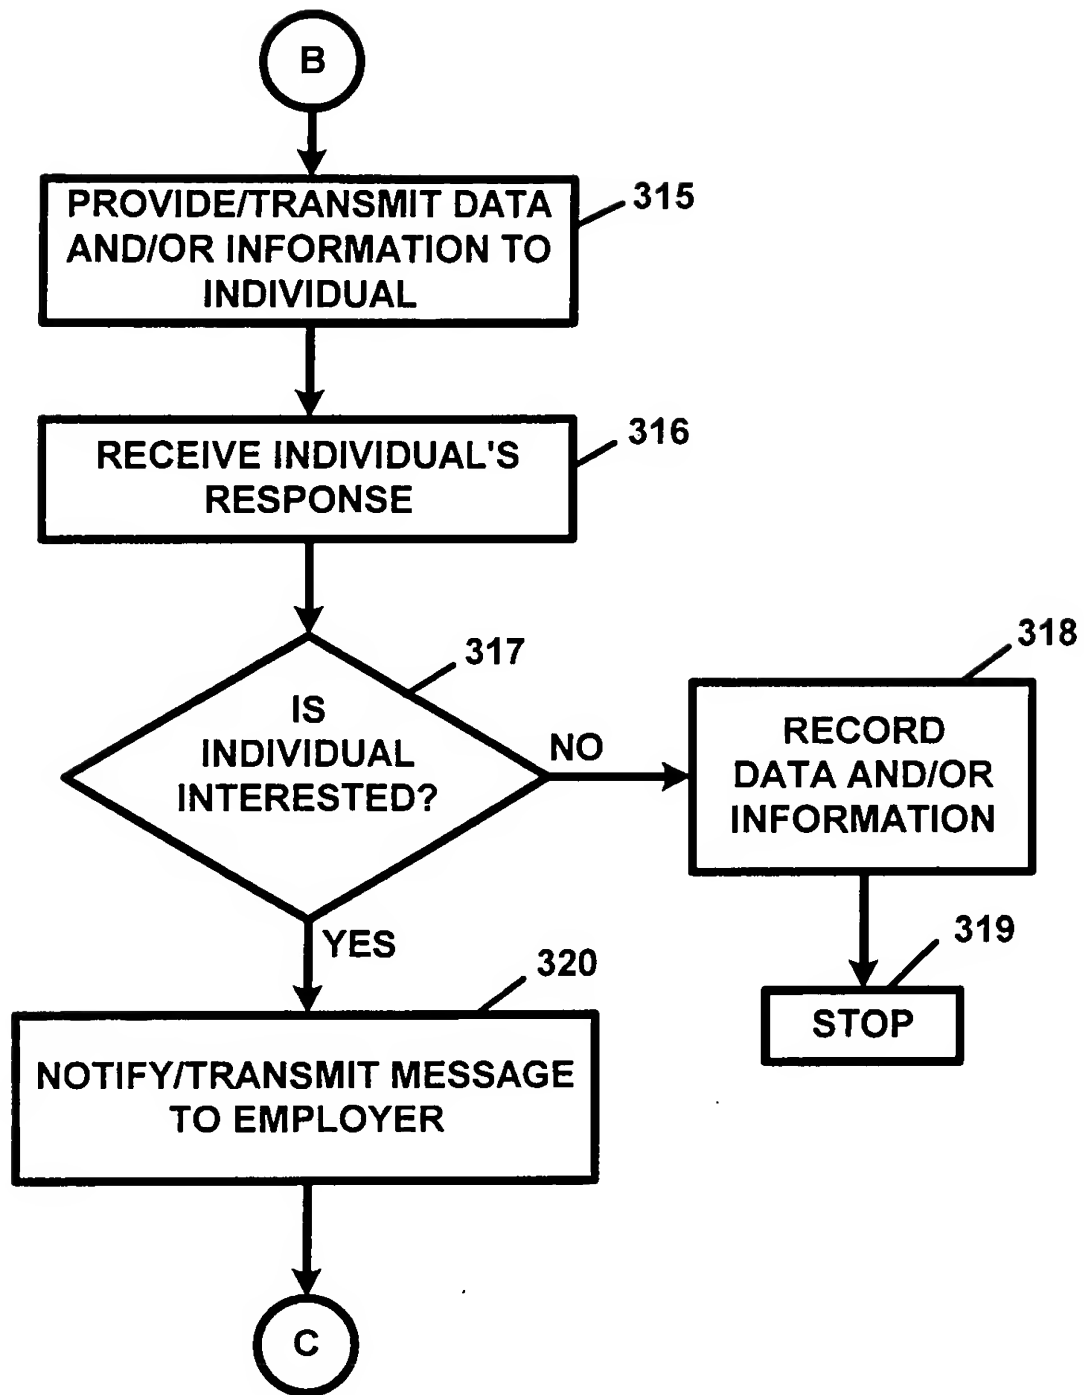 B
PROVIDE/TRANSMIT DATA
AND/OR INFORMATION TO
INDIVIDUAL
315
RECEIVE INDIVIDUAL'S
RESPONSE
316
IS
INDIVIDUAL
INTERESTED?
317
NO
RECORD
DATA AND/OR
INFORMATION
318
STOP
319
YES
NOTIFY/TRANSMIT MESSAGE
TO EMPLOYER
320
C